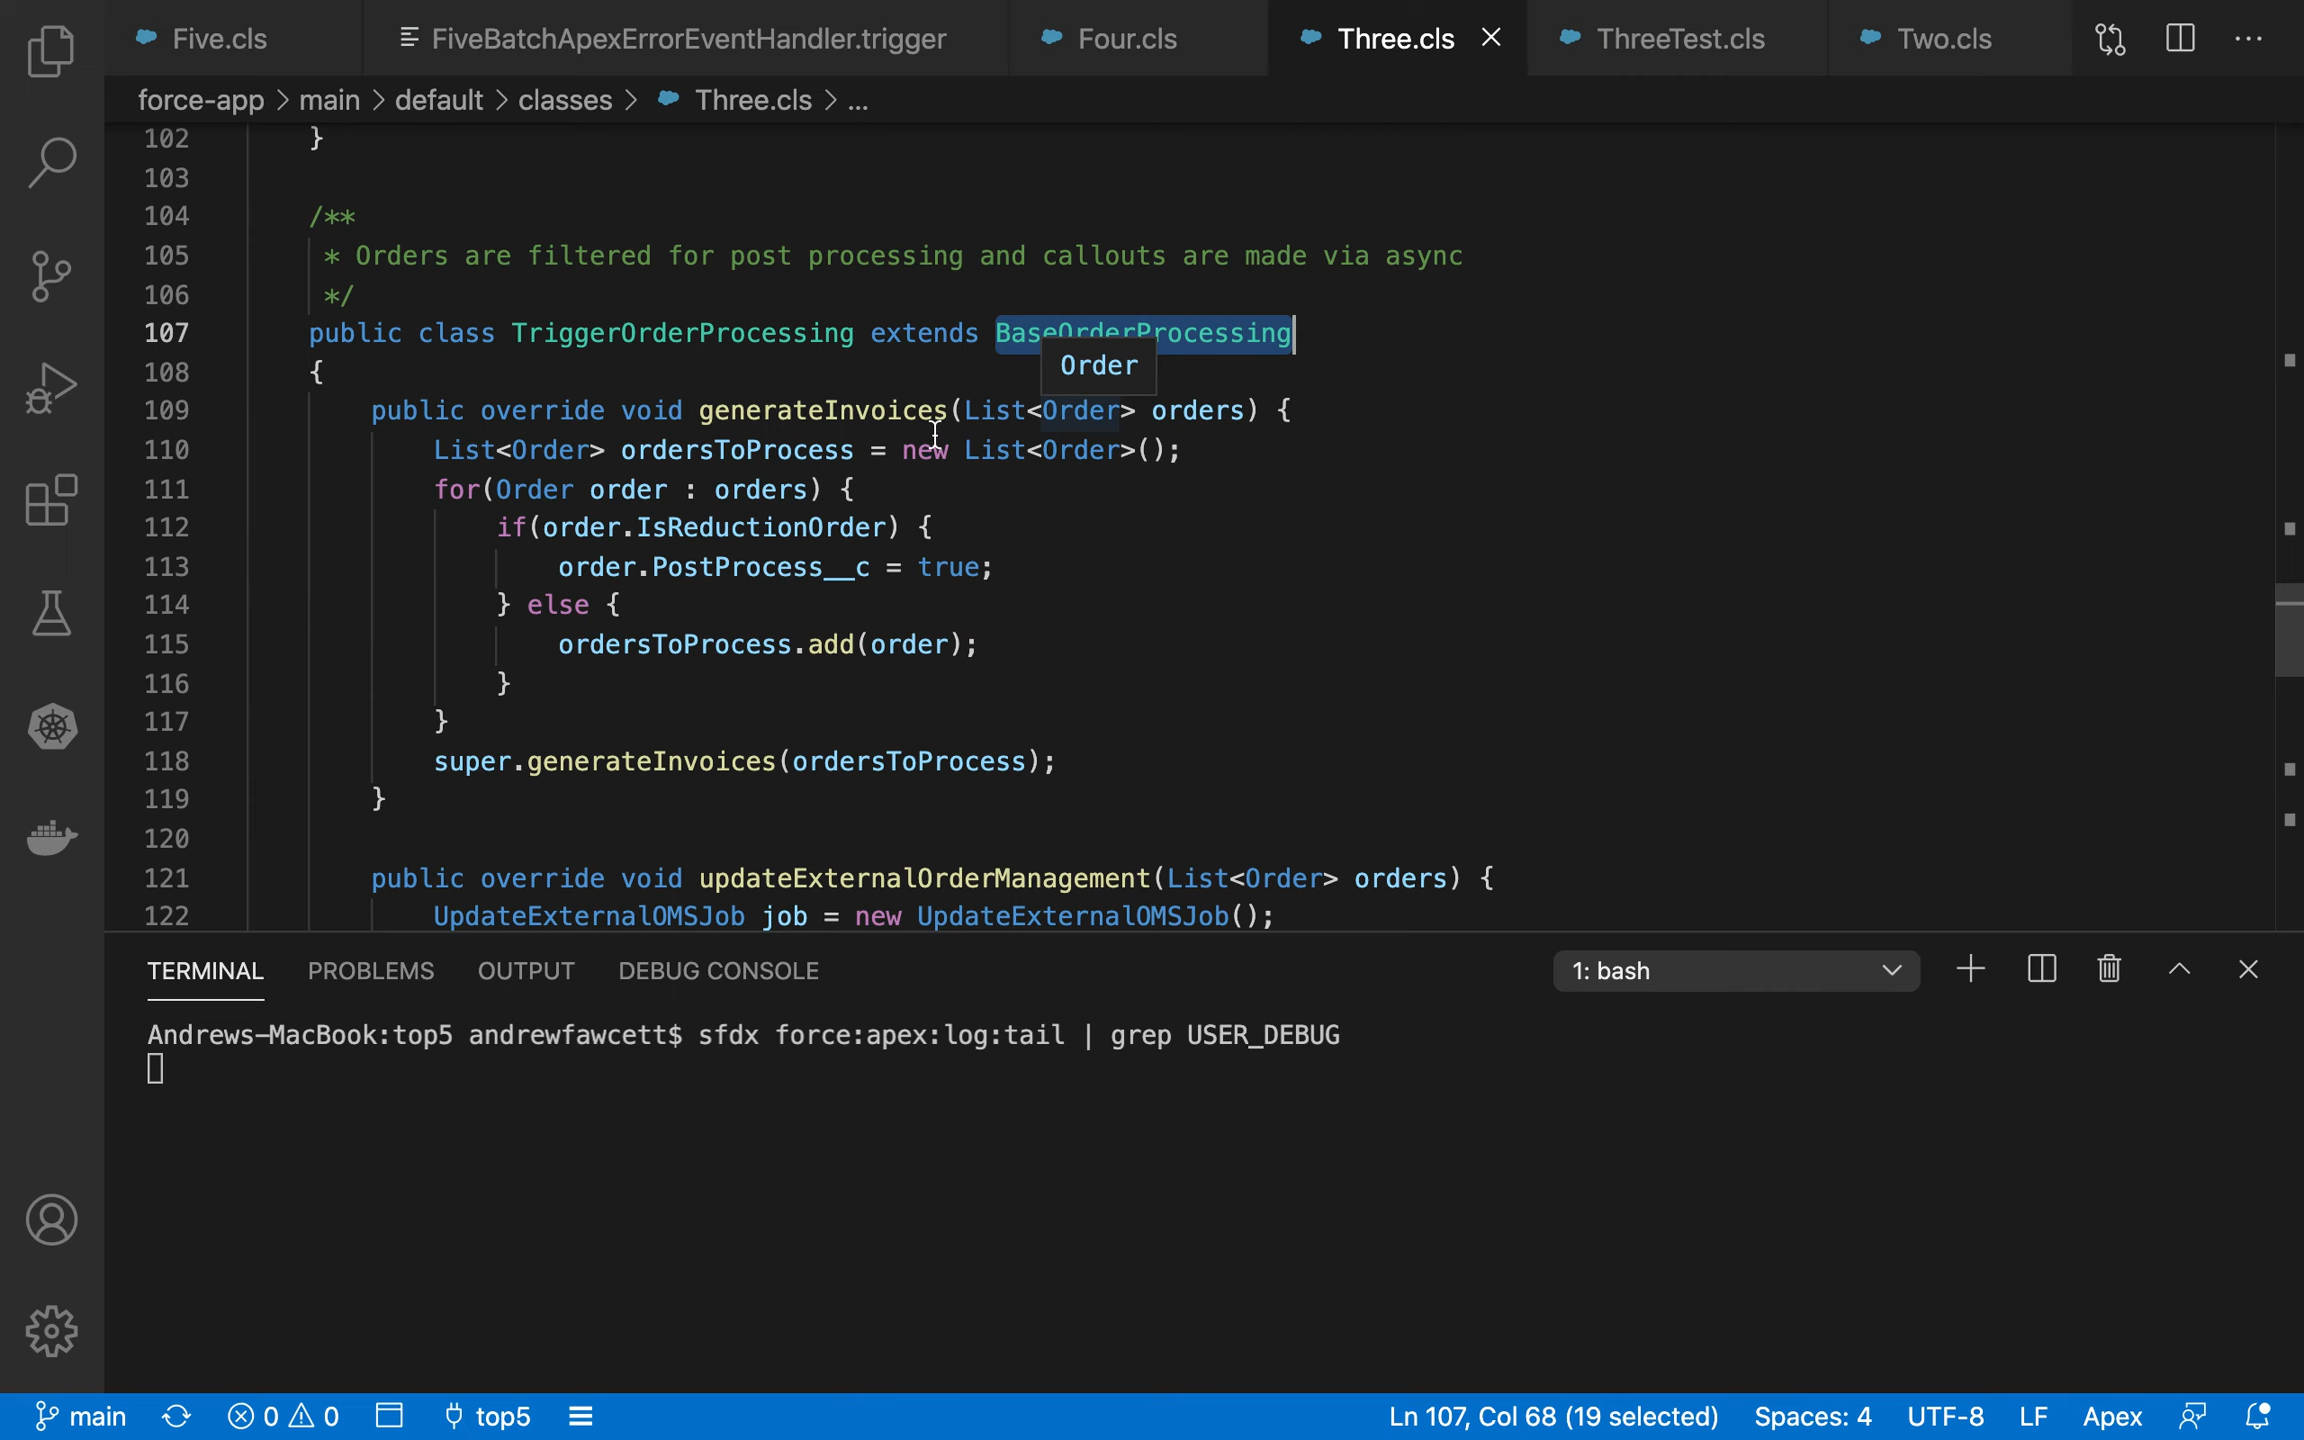 Five.cls
FiveBatchApexErrorEventHandler.trigger
Four.cls
Three.cls
ThreeTest.cls
Two.cls
force-app > main > default > classes > Three.cls > ...
102 }
103
104 /**
105 * Orders are filtered for post processing and callouts are made via async
106 */
107 public class TriggerOrderProcessing extends BaseOrderProcessing
Order
108 {
109 public override void generateInvoices(List<Order> orders) {
110 List<Order> ordersToProcess = new List<Order>();
111 for(Order order : orders) {
112 if(order.IsReductionOrder) {
113 order.PostProcess__c = true;
114 } else {
115 ordersToProcess.add(order);
116 }
117 }
118 super.generateInvoices(ordersToProcess);
119 }
120
121 public override void updateExternalOrderManagement(List<Order> orders) {
122 UpdateExternalOMSJob job = new UpdateExternalOMSJob();
TERMINAL PROBLEMS OUTPUT DEBUG CONSOLE 1: bash
Andrews-MacBook:top5 andrewfawcett$ sfdx force:apex:log:tail | grep USER_DEBUG
main 0 0 top5 Ln 107, Col 68 (19 selected) Spaces: 4 UTF-8 LF Apex